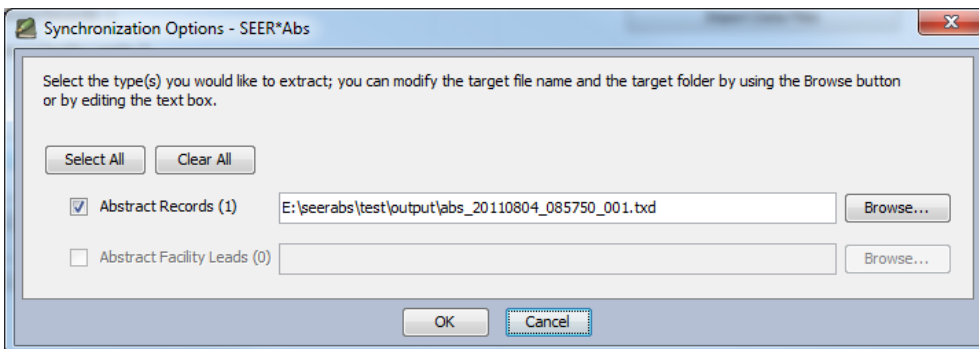 Synchronization Options - SEER*Abs
Select the type(s) you would like to extract; you can modify the target file name and the target folder by using the Browse button
or by editing the text box.
Select All Clear All
Abstract Records (1) E:\seerabs\test\output\abs_20110804_085750_001.txd Browse...
Abstract Facility Leads (0) Browse...
OK Cancel